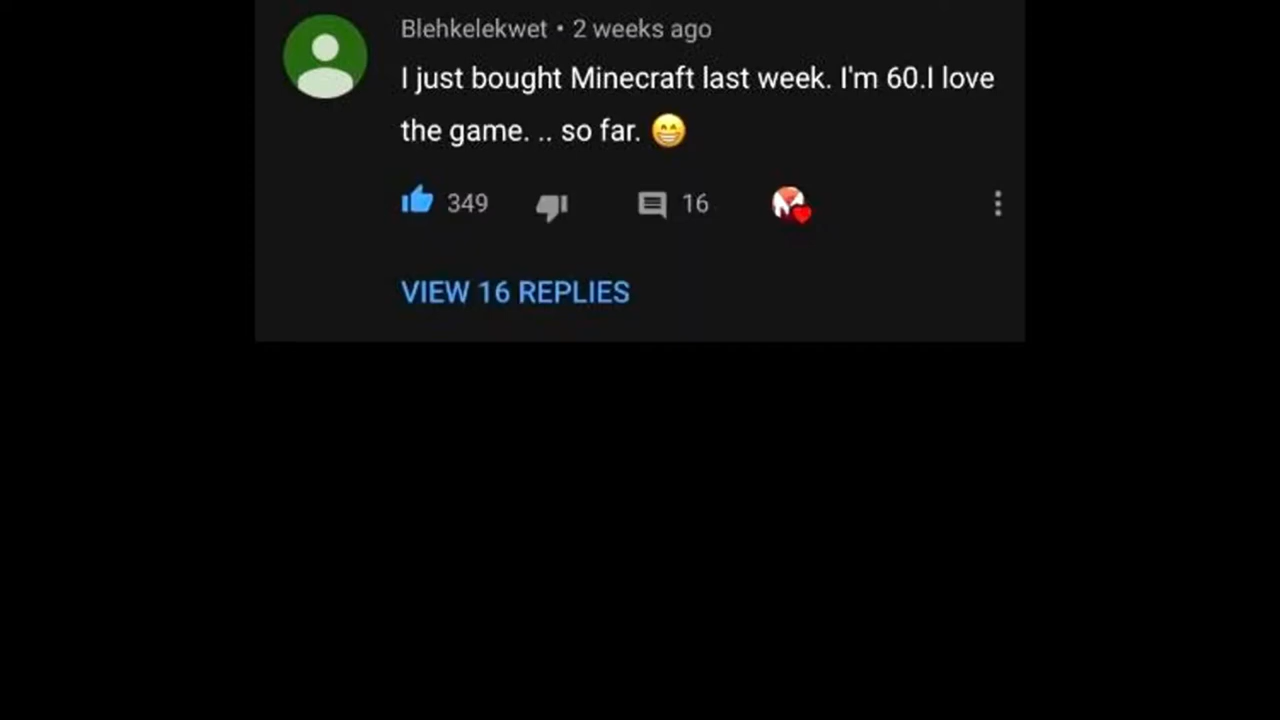 Blehkelekwet • 2 weeks ago
I just bought Minecraft last week. I'm 60.I love
the game. .. so far. 😁
349
16
VIEW 16 REPLIES